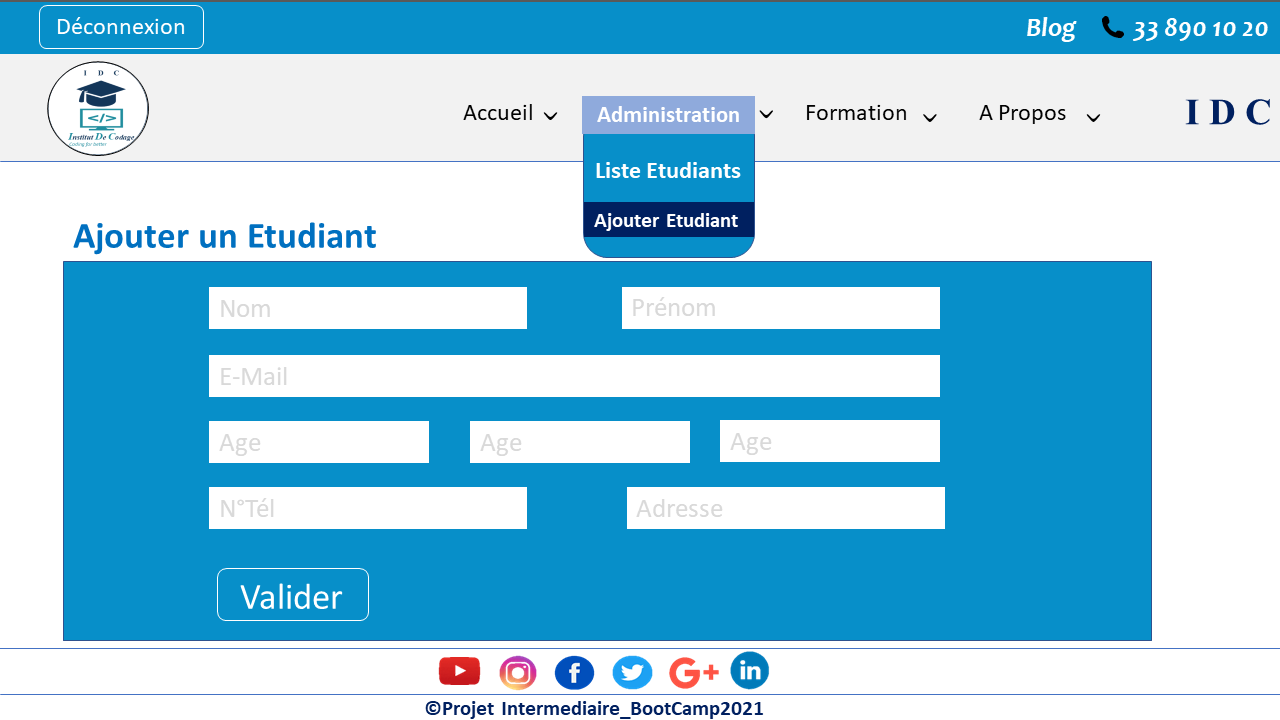 Déconnexion
Blog
33 890 10 20
I D C
Institut De Codage
Coding for better
Accueil
Administration
Formation
A Propos
I D C
Liste Etudiants
Ajouter Etudiant
Ajouter un Etudiant
Nom
Prénom
E-Mail
Age
Age
Age
N°Tél
Adresse
Valider
©Projet Intermediaire_BootCamp2021